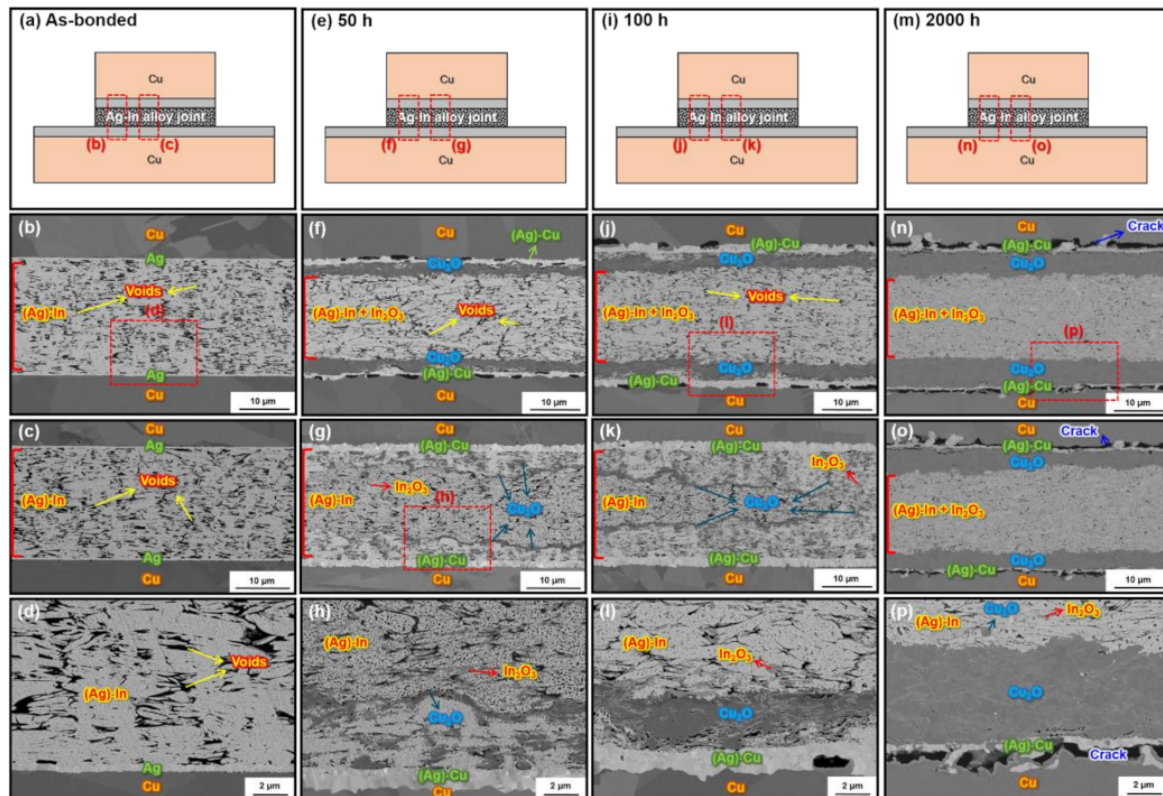 (a) As-bonded
Cu
Ag-In alloy joint
(b)
(c)
Cu
(e) 50 h
Cu
Ag-In alloy joint
(f)
(g)
Cu
(i) 100 h
Cu
Ag-In alloy joint
(j)
(k)
Cu
(m) 2000 h
Cu
Ag-In alloy joint
(n)
(o)
Cu
(b)
Cu
Ag
Voids
(Ag)-In
(d)
Ag
Cu
10 µm
(f)
Cu
(Ag)-Cu
Cu₂O
(Ag)-In + In₂O₃
Voids
Cu₂O
(Ag)-Cu
Cu
10 µm
(j)
Cu
(Ag)-Cu
Cu₂O
Voids
(Ag)-In + In₂O₃
(l)
Cu₂O
(Ag)-Cu
Cu
10 µm
(n)
Cu
Crack
(Ag)-Cu
Cu₂O
(Ag)-In + In₂O₃
(p)
Cu₂O
(Ag)-Cu
Cu
10 µm
(c)
Cu
Ag
Voids
(Ag)-In
Ag
Cu
10 µm
(g)
Cu
(Ag)-Cu
(Ag)-In
In₂O₃
(h)
Cu₂O
(Ag)-Cu
Cu
10 µm
(k)
Cu
(Ag)-Cu
In₂O₃
(Ag)-In
Cu₂O
(Ag)-Cu
Cu
10 µm
(o)
Cu
Crack
(Ag)-Cu
Cu₂O
(Ag)-In + In₂O₃
Cu₂O
(Ag)-Cu
Cu
10 µm
(d)
Voids
(Ag)-In
Ag
Cu
2 µm
(h)
(Ag)-In
In₂O₃
Cu₂O
(Ag)-Cu
Cu
2 µm
(l)
(Ag)-In
In₂O₃
Cu₂O
(Ag)-Cu
Cu
2 µm
(p)
Cu₂O
In₂O₃
(Ag)-In
Cu₂O
(Ag)-Cu
Crack
Cu
2 µm